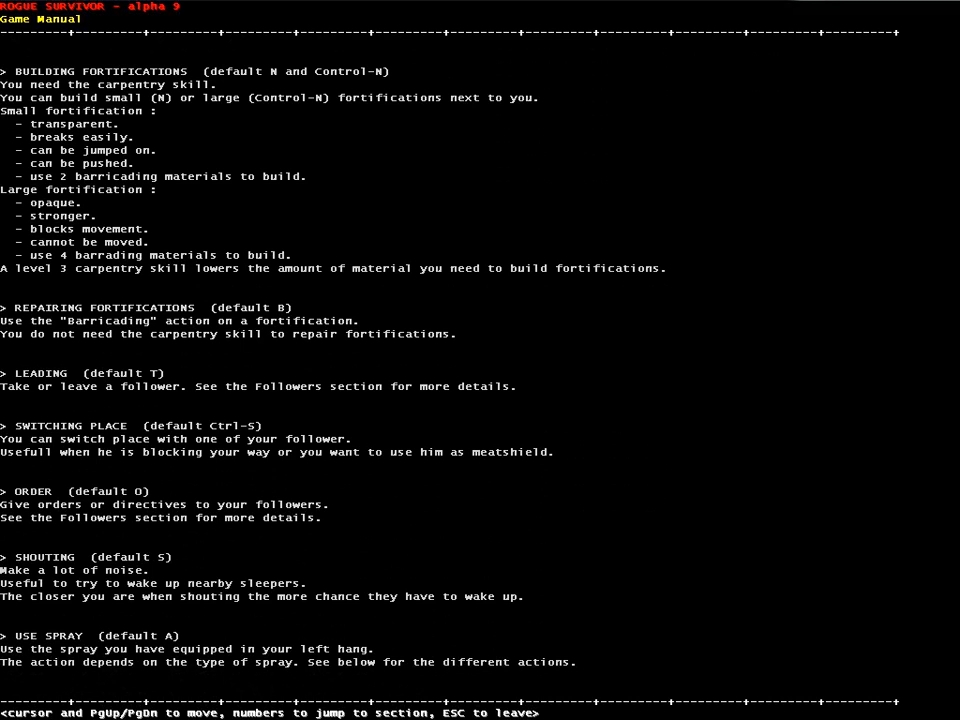 ROGUE SURVIVOR - alpha 9
Game Manual
---------+---------+---------+---------+---------+---------+---------+---------+---------+---------+---------+---------+
> BUILDING FORTIFICATIONS  (default N and Control-N)
You need the carpentry skill.
You can build small (N) or large (Control-N) fortifications next to you.
Small fortification :
  - transparent.
  - breaks easily.
  - can be jumped on.
  - can be pushed.
  - use 2 barricading materials to build.
Large fortification :
  - opaque.
  - stronger.
  - blocks movement.
  - cannot be moved.
  - use 4 barrading materials to build.
A level 3 carpentry skill lowers the amount of material you need to build fortifications.
> REPAIRING FORTIFICATIONS  (default B)
Use the "Barricading" action on a fortification.
You do not need the carpentry skill to repair fortifications.
> LEADING  (default T)
Take or leave a follower. See the Followers section for more details.
> SWITCHING PLACE  (default Ctrl-S)
You can switch place with one of your follower.
Usefull when he is blocking your way or you want to use him as meatshield.
> ORDER  (default O)
Give orders or directives to your followers.
See the Followers section for more details.
> SHOUTING  (default S)
Make a lot of noise.
Useful to try to wake up nearby sleepers.
The closer you are when shouting the more chance they have to wake up.
> USE SPRAY  (default A)
Use the spray you have equipped in your left hang.
The action depends on the type of spray. See below for the different actions.
---------+---------+---------+---------+---------+---------+---------+---------+---------+---------+---------+---------+
<cursor and PgUp/PgDn to move, numbers to jump to section, ESC to leave>